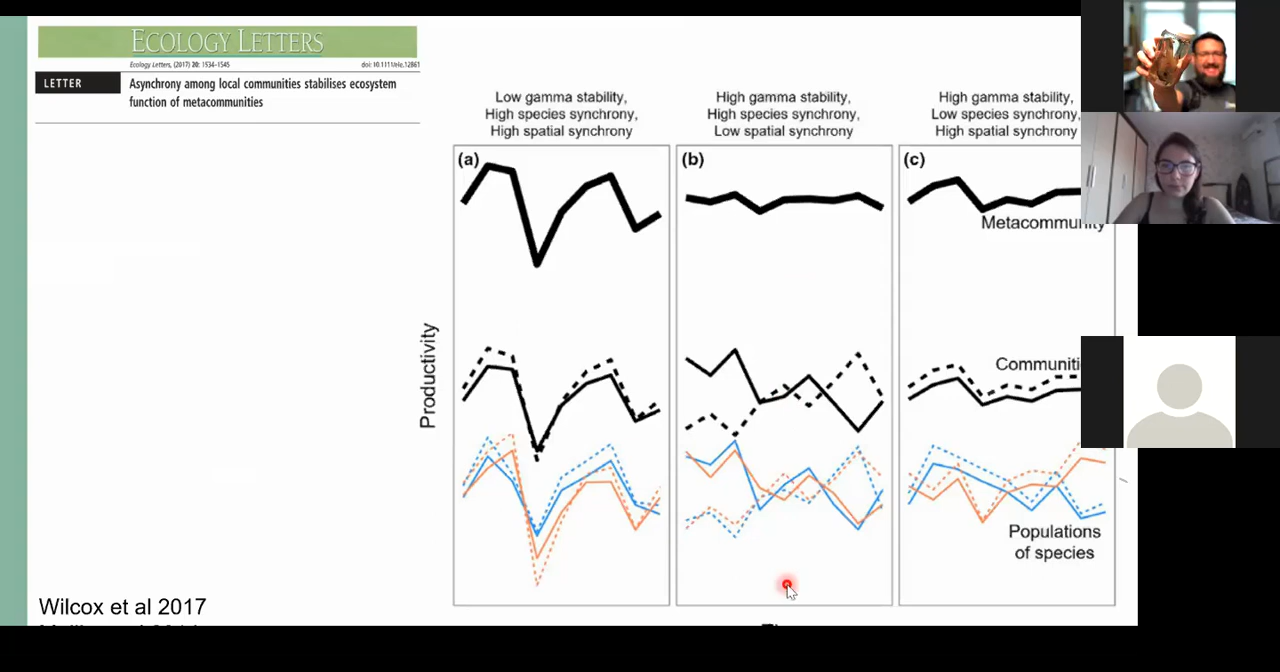 ECOLOGY LETTERS
Ecology Letters, (2017) 20: 1534–1545
doi: 10.1111/ele.12861
LETTER
Asynchrony among local communities stabilises ecosystem
function of metacommunities
Low gamma stability,
High species synchrony,
High spatial synchrony
High gamma stability,
High species synchrony,
Low spatial synchrony
High gamma stability,
Low species synchrony,
High spatial synchrony
(a)
(b)
(c)
Metacommunity
Productivity
Communiti
Populations
of species
Wilcox et al 2017